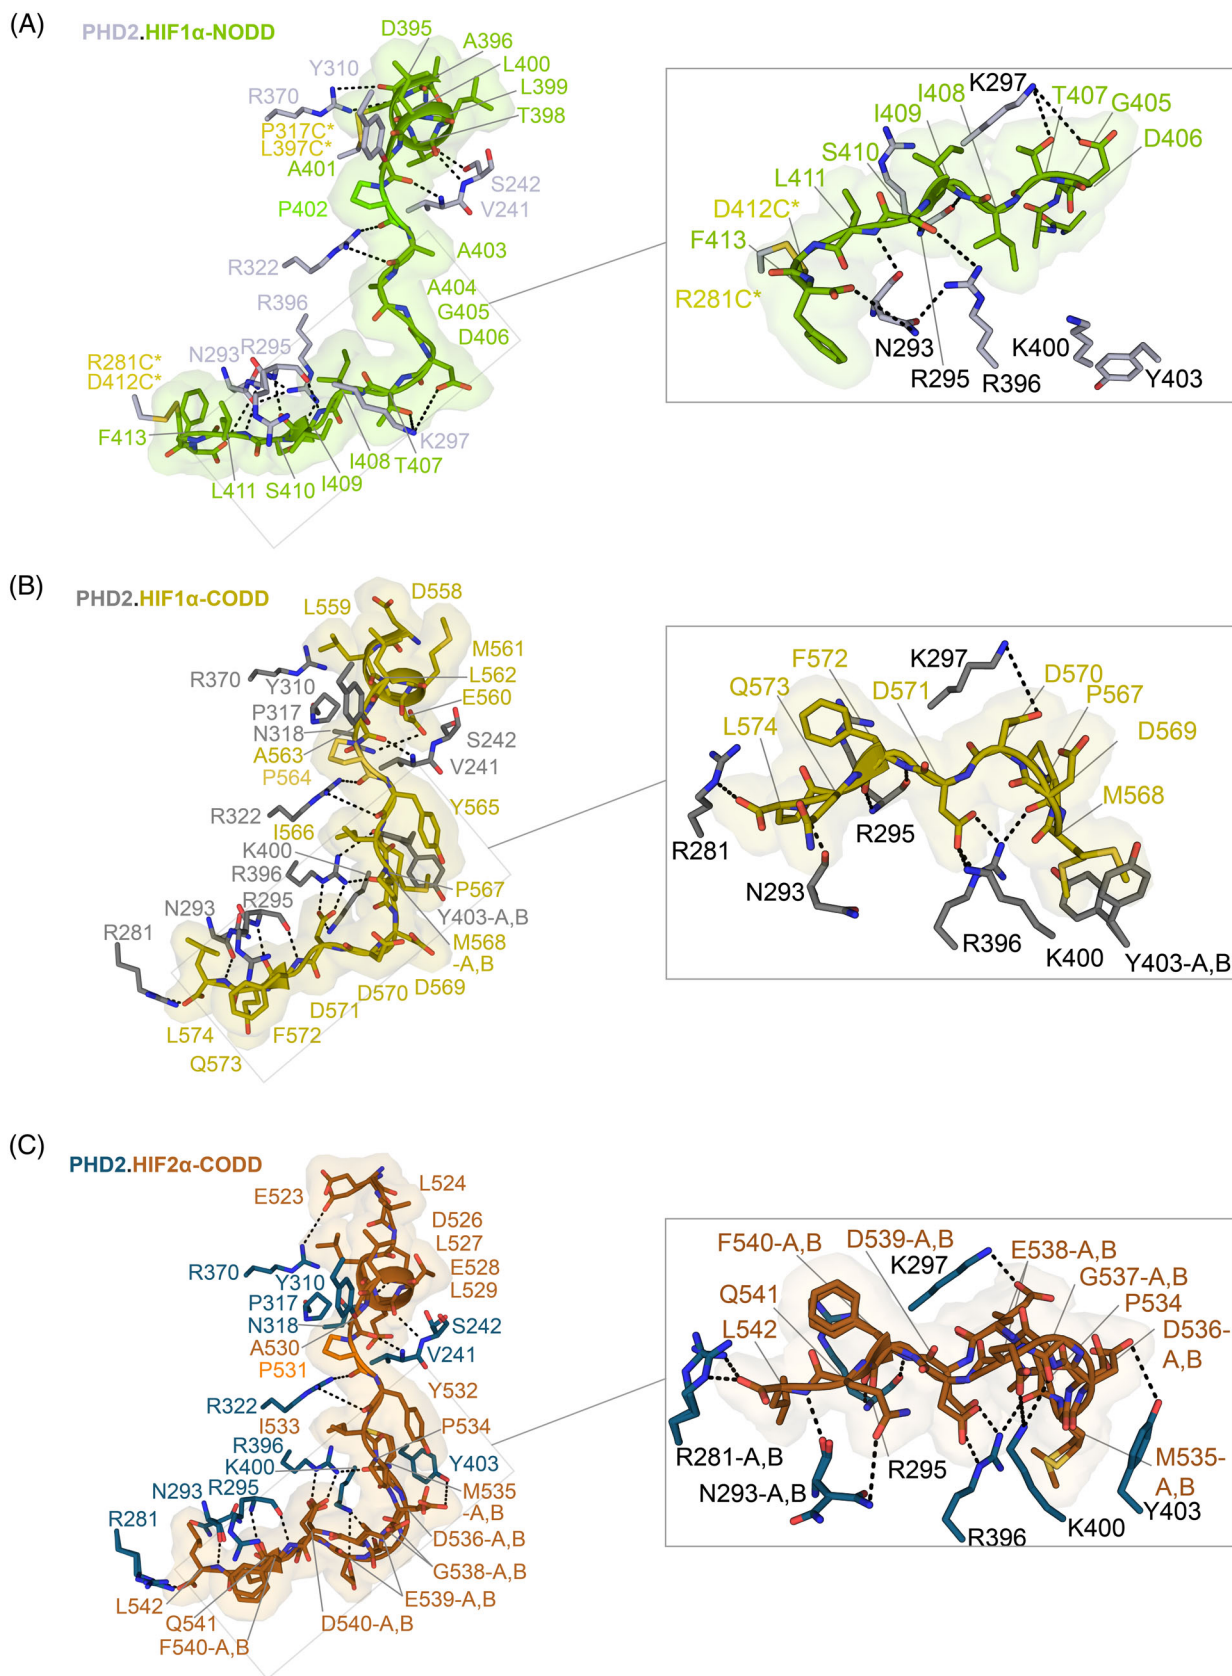 (A)
PHD2.HIF1α-NODD
D395
A396
Y310
L400
R370
L399
P317C*
T398
L397C*
A401
S242
P402
V241
R322
A403
A404
R396
G405
D406
R295
N293
R281C*
D412C*
F413
K297
I408
T407
I409
L411
S410
K297
I408
T407
I409
G405
S410
D406
L411
D412C*
F413
R281C*
N293
R295
R396
K400
Y403
(B)
PHD2.HIF1α-CODD
D558
L559
M561
R370
L562
Y310
E560
P317
N318
S242
A563
V241
P564
Y565
R322
I566
K400
R396
P567
R295
N293
Y403-A,B
R281
M568
-A,B
D570
D569
D571
L574
F572
Q573
F572
K297
Q573
D571
D570
P567
L574
D569
M568
R281
R295
N293
R396
K400
Y403-A,B
(C)
PHD2.HIF2α-CODD
L524
E523
D526
L527
R370
E528
Y310
L529
P317
N318
S242
A530
V241
P531
Y532
R322
I533
P534
R396
K400
Y403
R295
N293
M535
-A,B
R281
D536-A,B
G538-A,B
L542
E539-A,B
Q541
D540-A,B
F540-A,B
F540-A,B
D539-A,B
K297
E538-A,B
G537-A,B
Q541
P534
L542
D536-
A,B
R281-A,B
R295
M535-
A,B
N293-A,B
Y403
K400
R396